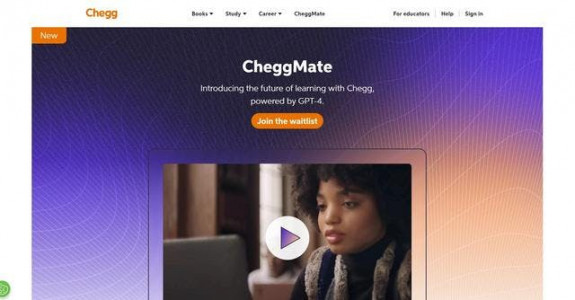 Chegg Books Study Career CheggMate For educators Help Sign in
New
CheggMate
Introducing the future of learning with Chegg,
powered by GPT-4.
Join the waitlist